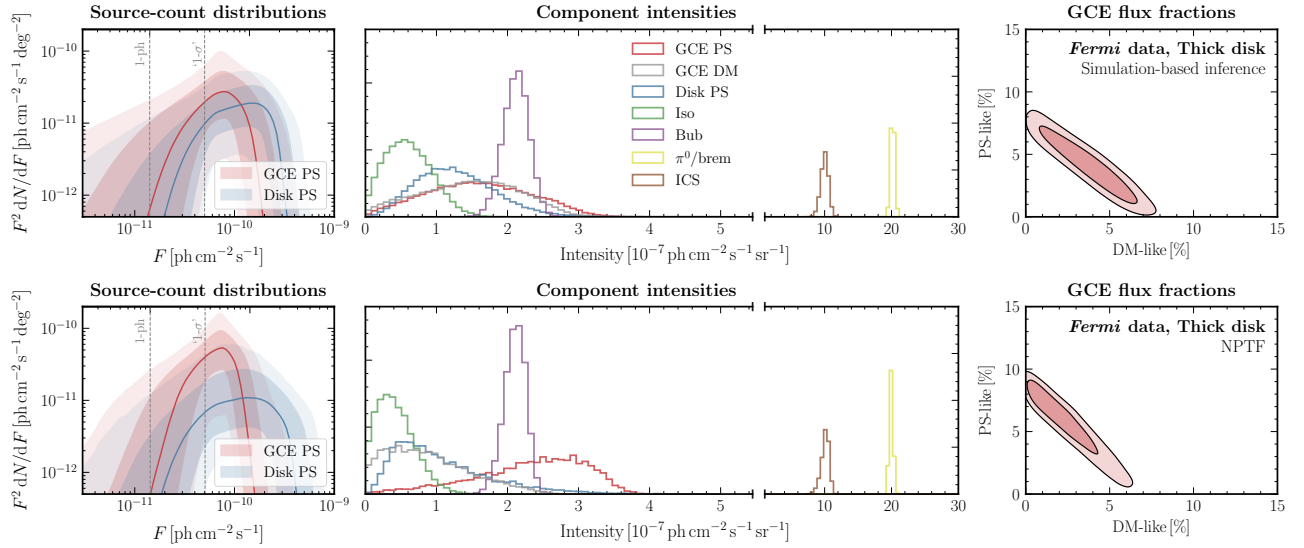 Source-count distributions
Component intensities
GCE flux fractions
F² dN/dF [ph cm⁻² s⁻¹ deg⁻²]
10⁻¹⁰
10⁻¹¹
10⁻¹²
1-ph
'1-σ'
GCE PS
Disk PS
10⁻¹¹ 10⁻¹⁰ 10⁻⁹
F [ph cm⁻² s⁻¹]
GCE PS
GCE DM
Disk PS
Iso
Bub
π⁰/brem
ICS
0 1 2 3 4 5 10 20 30
Intensity [10⁻⁷ ph cm⁻² s⁻¹ sr⁻¹]
Fermi data, Thick disk
Simulation-based inference
PS-like [%]
15
10
5
0
0 5 10 15
DM-like [%]
Source-count distributions
Component intensities
GCE flux fractions
F² dN/dF [ph cm⁻² s⁻¹ deg⁻²]
10⁻¹⁰
10⁻¹¹
10⁻¹²
1-ph
'1-σ'
GCE PS
Disk PS
10⁻¹¹ 10⁻¹⁰ 10⁻⁹
F [ph cm⁻² s⁻¹]
0 1 2 3 4 5 10 20 30
Intensity [10⁻⁷ ph cm⁻² s⁻¹ sr⁻¹]
Fermi data, Thick disk
NPTF
PS-like [%]
15
10
5
0
0 5 10 15
DM-like [%]